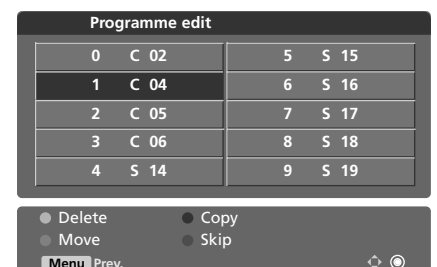 Programme edit
0 C 02
1 C 04
2 C 05
3 C 06
4 S 14
5 S 15
6 S 16
7 S 17
8 S 18
9 S 19
Delete
Copy
Move
Skip
Menu Prev.